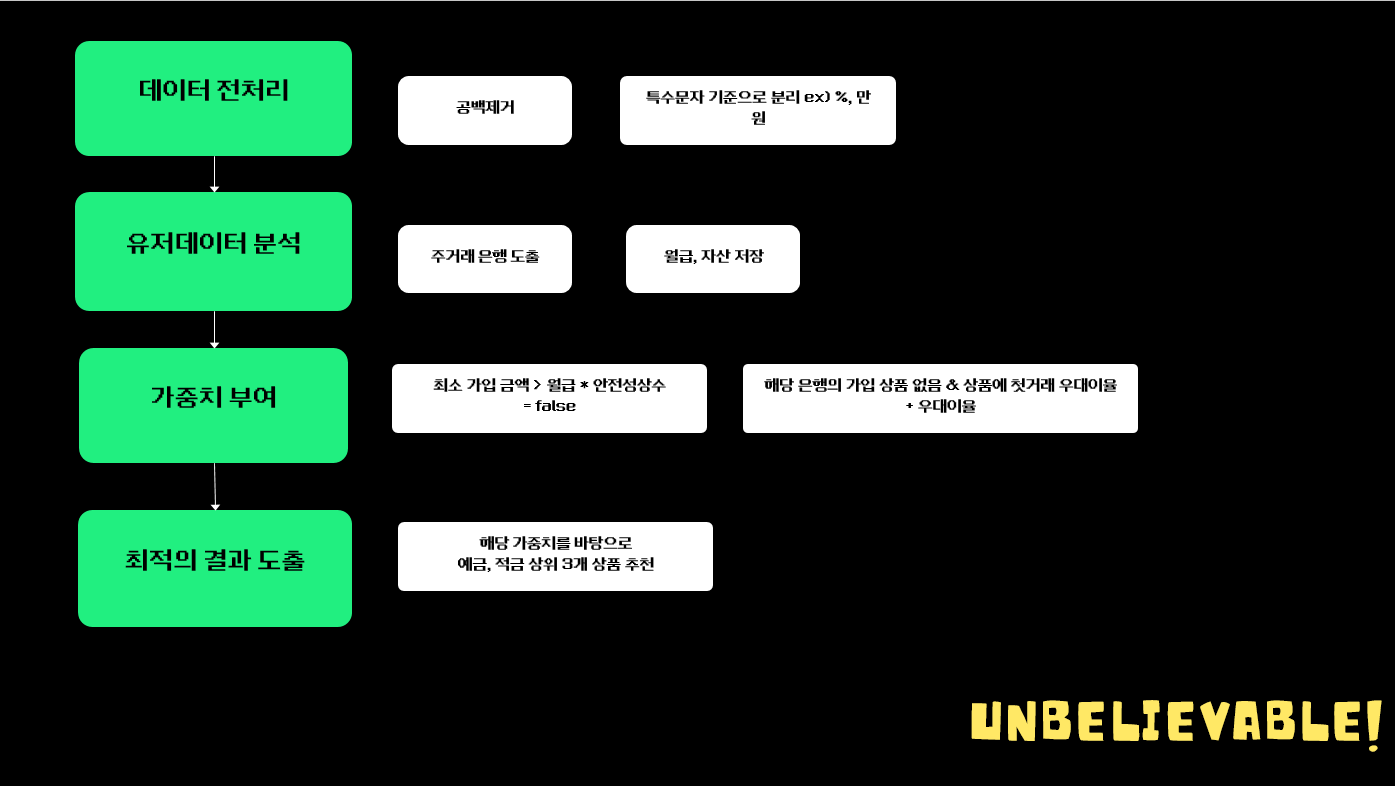 데이터 전처리
공백제거
특수문자 기준으로 분리 ex) %, 만
원
유저데이터 분석
주거래 은행 도출
월급, 자산 저장
가중치 부여
최소 가입 금액 > 월급 * 안전성상수
= false
해당 은행의 가입 상품 없음 & 상품에 첫거래 우대이율
+ 우대이율
최적의 결과 도출
해당 가중치를 바탕으로
예금, 적금 상위 3개 상품 추천
UNBELIEVABLE!